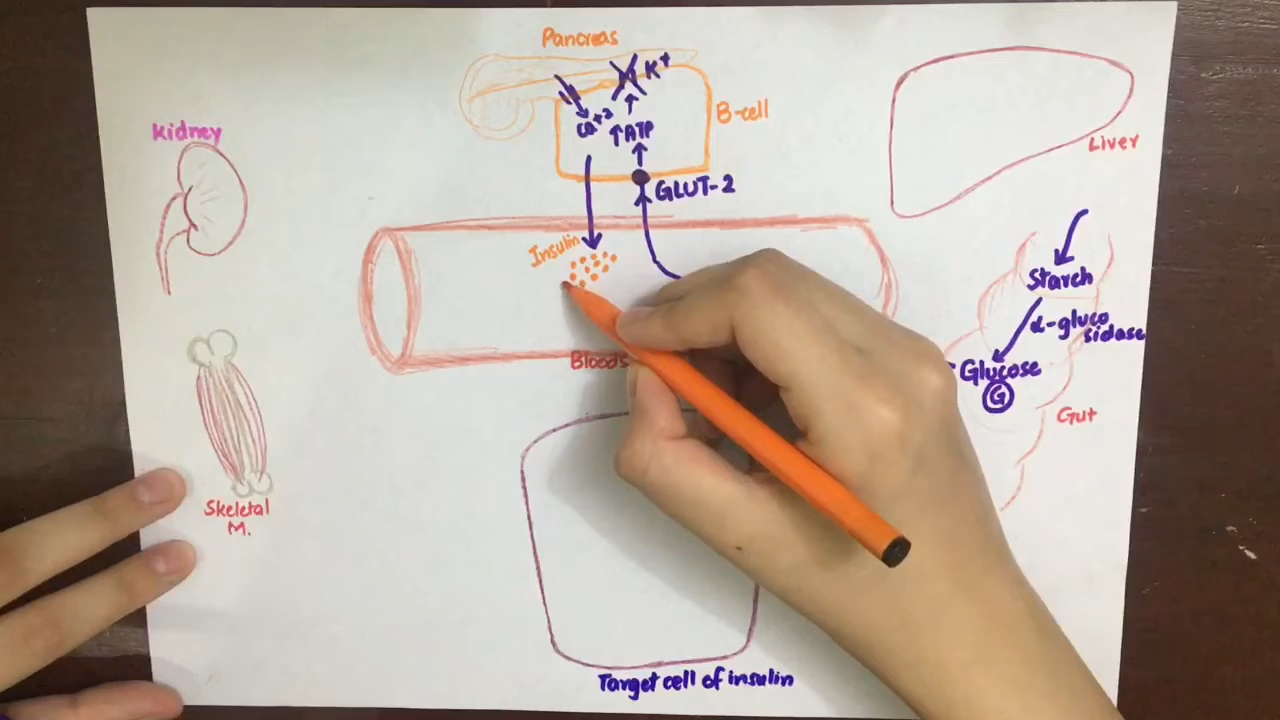 Pancreas
K+
B-cell
Ca+2
↑ATP
GLUT-2
Kidney
Liver
Insulin
Starch
α-gluco
sidase
Glucose
G
Gut
Skeletal
M.
Target cell of insulin